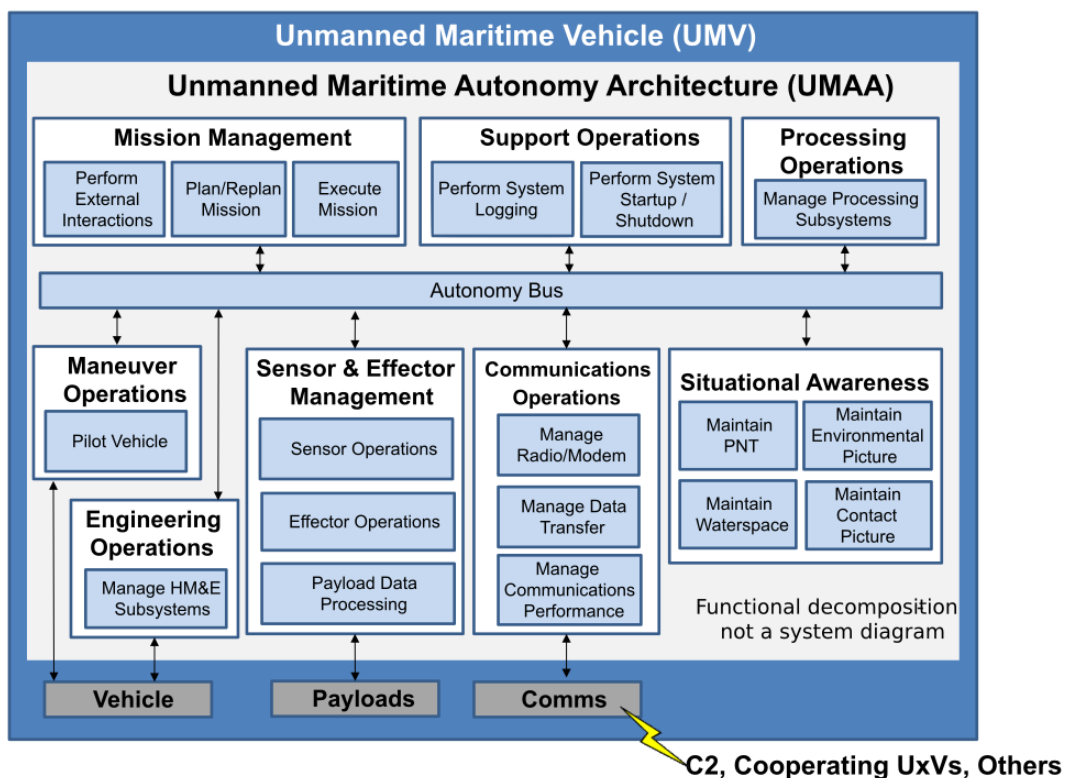 Unmanned Maritime Vehicle (UMV)
Unmanned Maritime Autonomy Architecture (UMAA)
Mission Management
Perform
External
Interactions
Plan/Replan
Mission
Execute
Mission
Support Operations
Perform System
Logging
Perform System
Startup /
Shutdown
Processing
Operations
Manage Processing
Subsystems
Autonomy Bus
Maneuver
Operations
Pilot Vehicle
Engineering
Operations
Manage HM&E
Subsystems
Sensor & Effector
Management
Sensor Operations
Effector Operations
Payload Data
Processing
Communications
Operations
Manage
Radio/Modem
Manage Data
Transfer
Manage
Communications
Performance
Situational Awareness
Maintain
PNT
Maintain
Environmental
Picture
Maintain
Waterspace
Maintain
Contact
Picture
Functional decomposition-
not a system diagram
Vehicle
Payloads
Comms
C2, Cooperating UxVs, Others